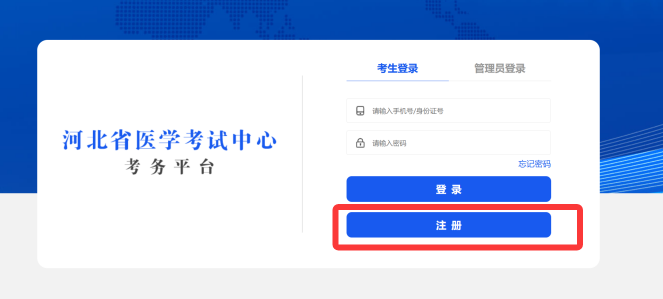 河北省医学考试中心
考务平台
考生登录
管理员登录
请输入手机号/身份证号
请输入密码
忘记密码
登录
注册